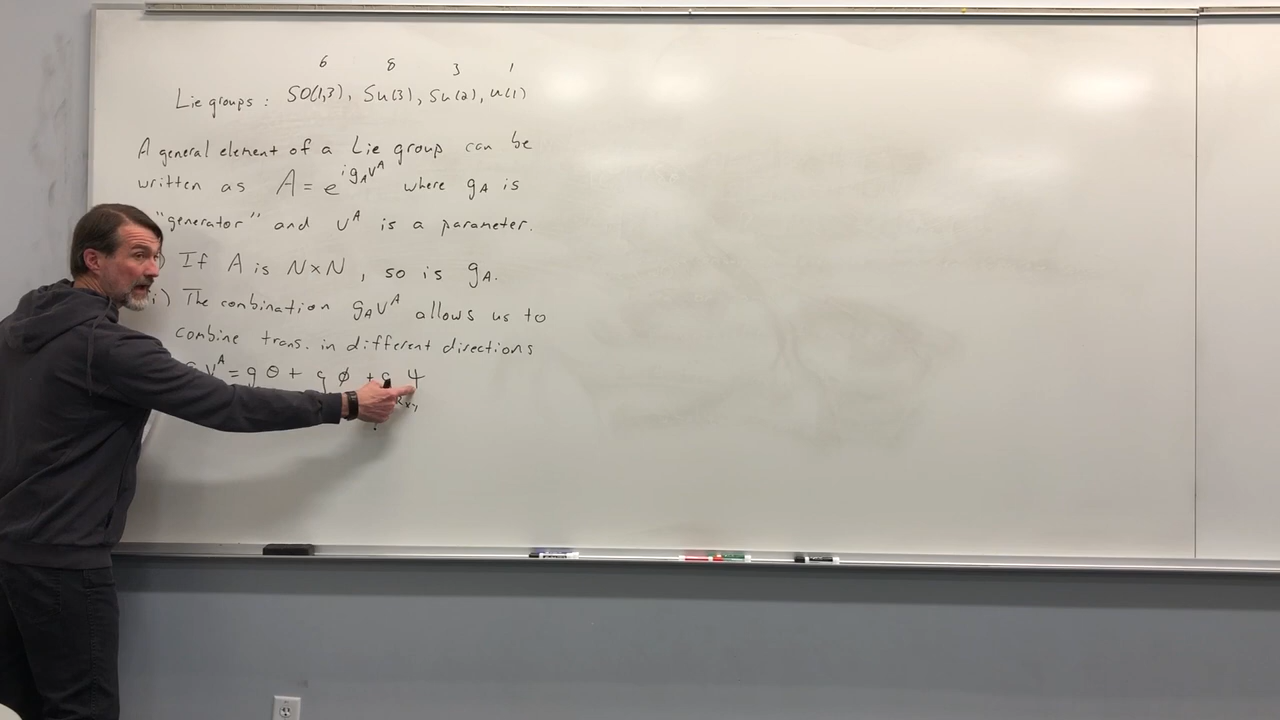 6 8 3 1
Lie groups : SO(1,3), SU(3), SU(2), U(1)
A general element of a Lie group can be
written as A = e^{i g_A v^A} where g_A is
"generator" and v^A is a parameter.
) If A is N×N , so is g_A.
i) The combination g_A v^A allows us to
combine trans. in different directions
v^A = g θ + g φ + g ψ